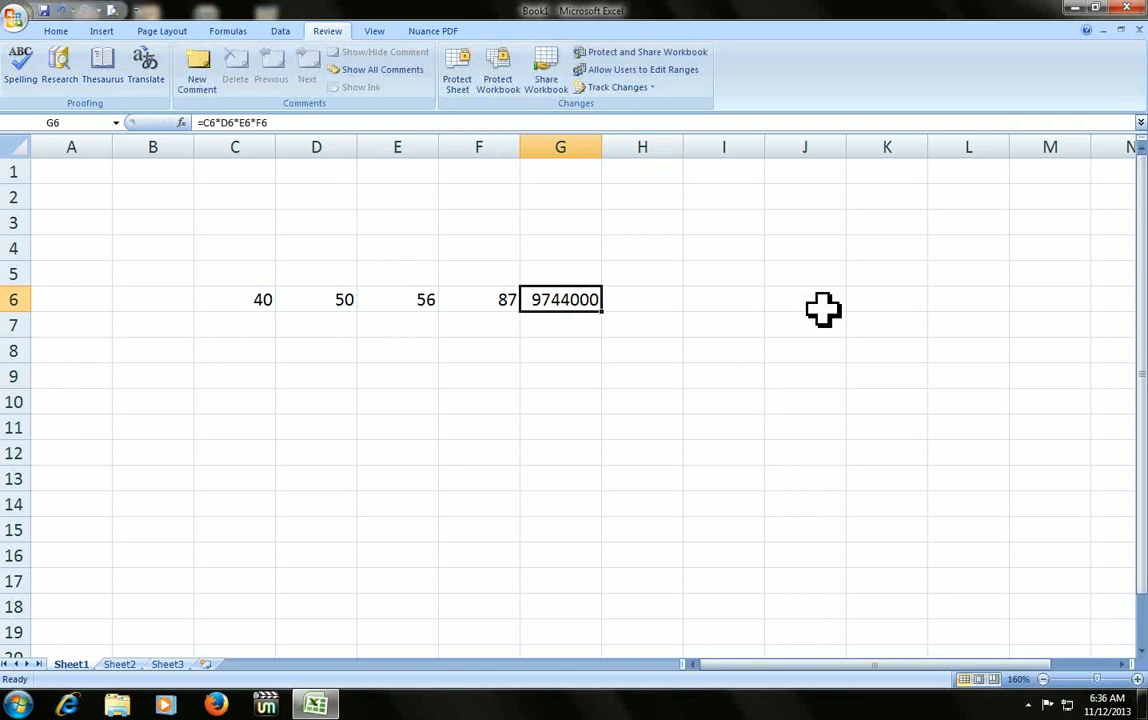 Book1 - Microsoft Excel
Home Insert Page Layout Formulas Data Review View Nuance PDF
ABC
Spelling Research Thesaurus Translate
Proofing
New Comment Delete Previous Next
Show/Hide Comment
Show All Comments
Show Ink
Comments
Protect Sheet Protect Workbook Share Workbook
Protect and Share Workbook
Allow Users to Edit Ranges
Track Changes
Changes
G6 fx =C6*D6*E6*F6
A B C D E F G H I J K L M N
1
2
3
4
5
6 40 50 56 87 9744000
7
8
9
10
11
12
13
14
15
16
17
18
19
20
Sheet1 Sheet2 Sheet3
Ready 160%
6:36 AM
11/12/2013